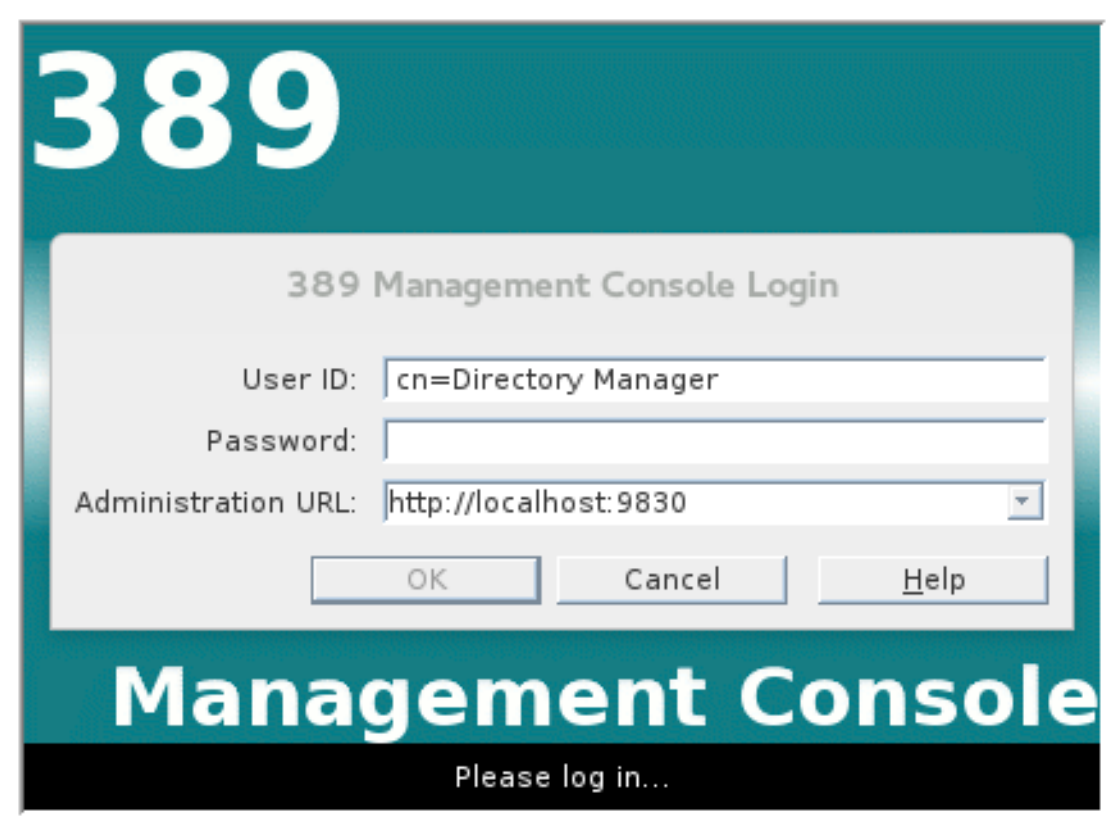 389
389 Management Console Login
User ID: cn=Directory Manager
Password:
Administration URL: http://localhost:9830
OK Cancel Help
Management Console
Please log in...